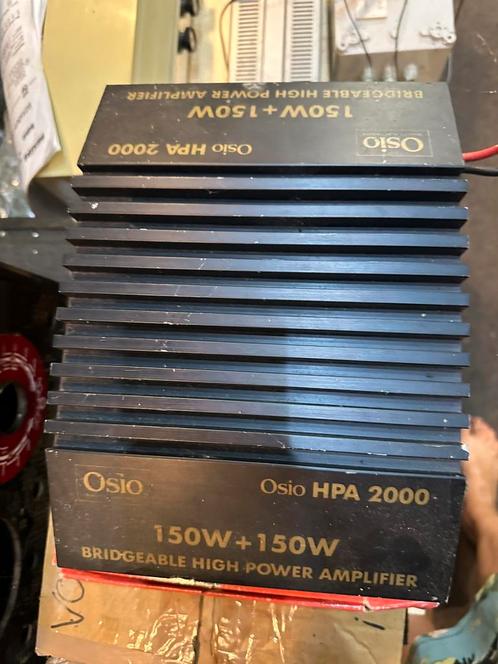 BRIDGEABLE HIGH POWER AMPLIFIER
150W+150W
Osio HPA 2000
Osio
Osio
Osio HPA 2000
150W+150W
BRIDGEABLE HIGH POWER AMPLIFIER